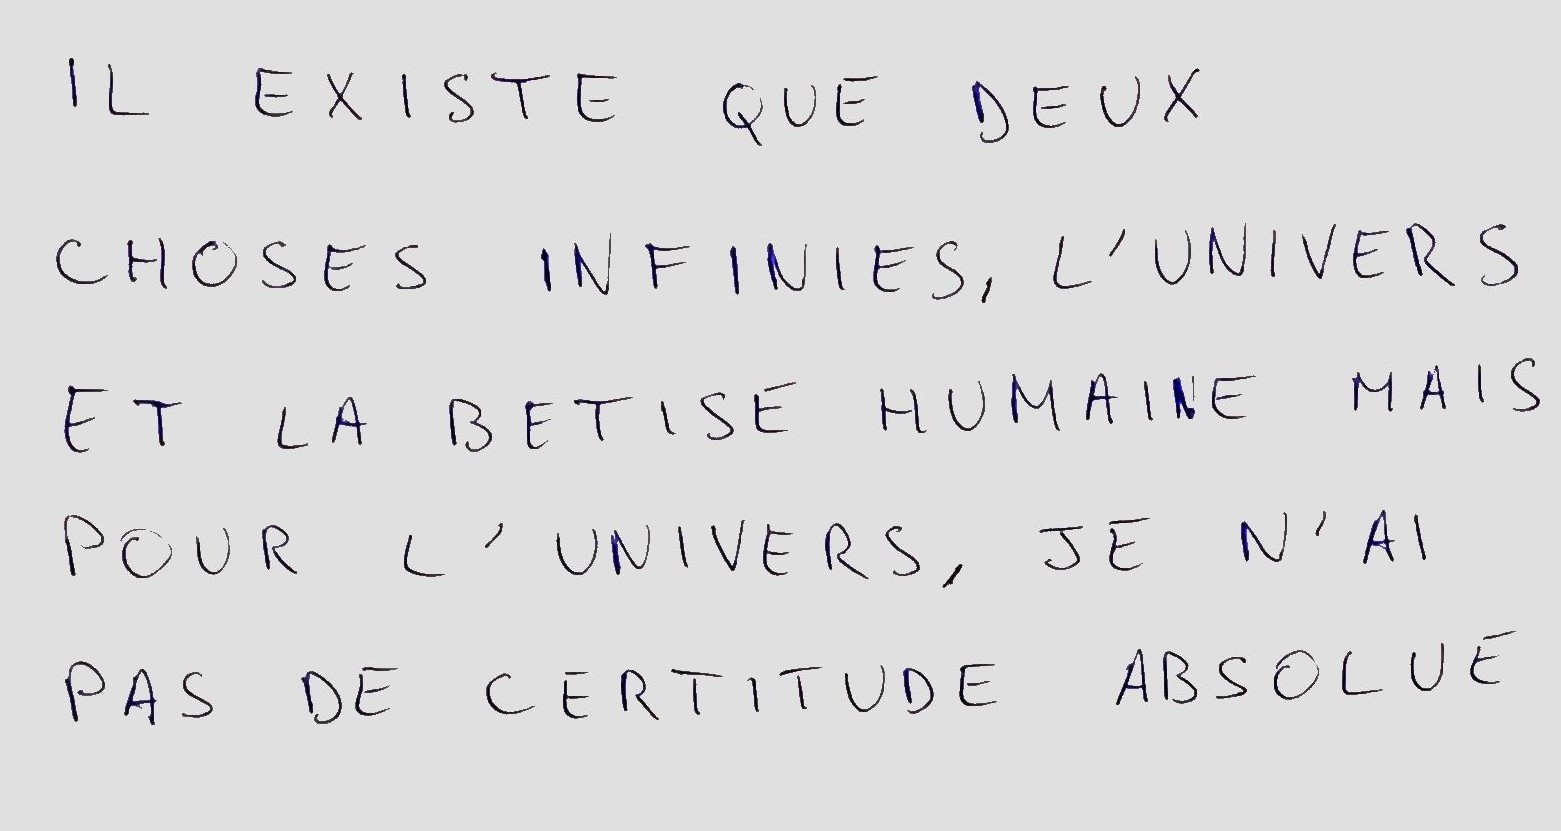 IL EXISTE QUE DEUX
CHOSES INFINIES, L'UNIVERS
ET LA BETISE HUMAINE MAIS
POUR L'UNIVERS, JE N'AI
PAS DE CERTITUDE ABSOLUE